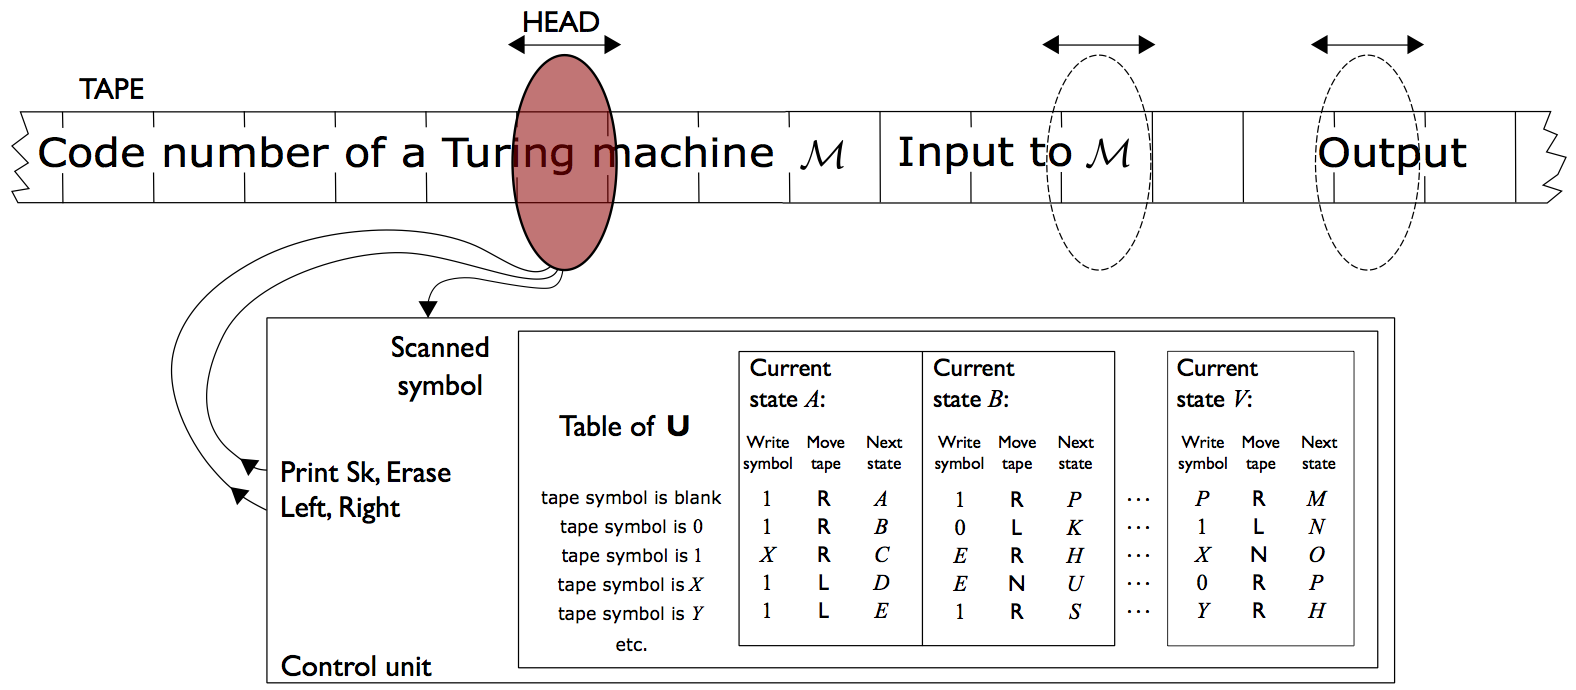 HEAD
TAPE
Code number of a Turing machine ℳ Input to ℳ Output
Scanned
symbol
Print Sk, Erase
Left, Right
Control unit
Table of U
Current Current Current
state A: state B: state V:
Write Move Next Write Move Next Write Move Next
symbol tape state symbol tape state symbol tape state
tape symbol is blank 1 R A 1 R P ··· P R M
tape symbol is 0 1 R B 0 L K ··· 1 L N
tape symbol is 1 X R C E R H ··· X N O
tape symbol is X 1 L D E N U ··· 0 R P
tape symbol is Y 1 L E 1 R S ··· Y R H
etc.